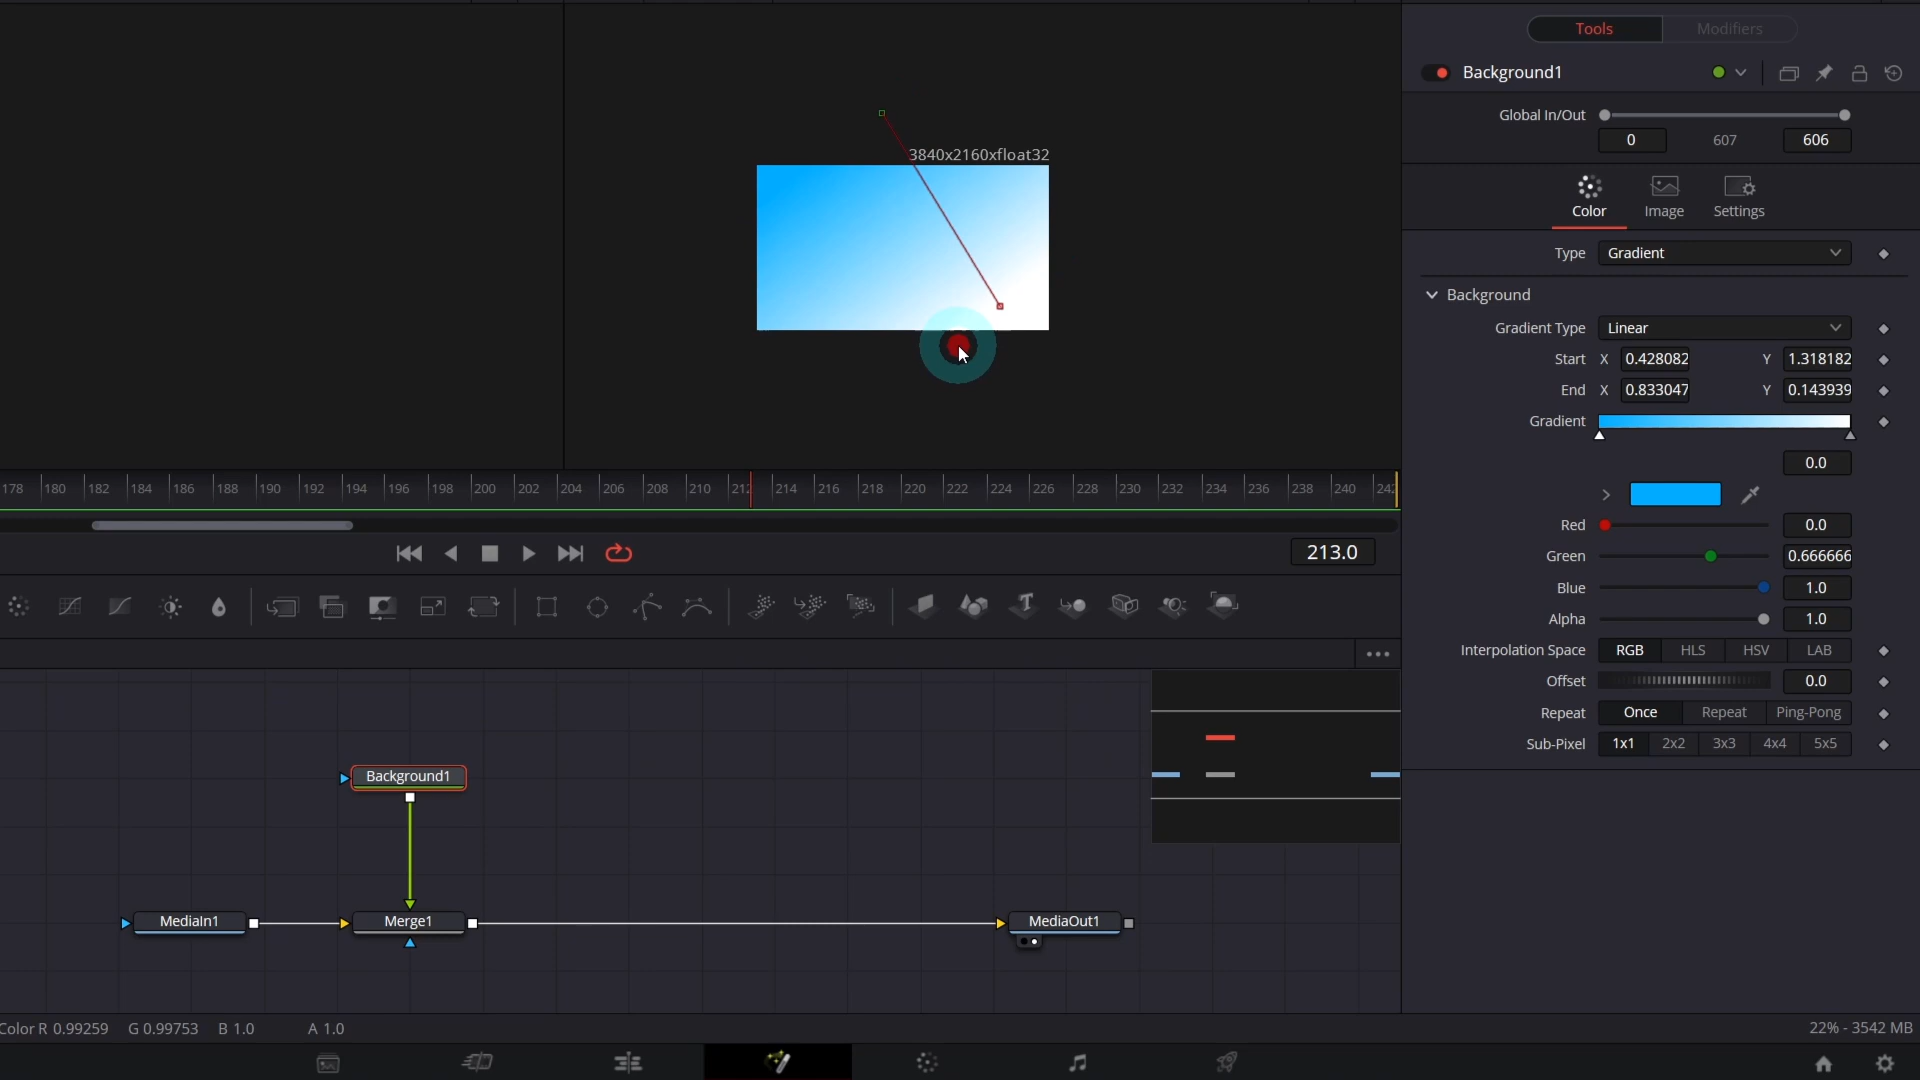 Tools Modifiers
Background1
Global In/Out
0 607 606
Color Image Settings
Type Gradient
Background
Gradient Type Linear
Start X 0.428082 Y 1.318182
End X 0.833047 Y 0.143939
Gradient
0.0
Red 0.0
Green 0.666666
Blue 1.0
Alpha 1.0
Interpolation Space RGB HLS HSV LAB
Offset 0.0
Repeat Once Repeat Ping-Pong
Sub-Pixel 1x1 2x2 3x3 4x4 5x5
3840x2160xfloat32
178 180 182 184 186 188 190 192 194 196 198 200 202 204 206 208 210 212 214 216 218 220 222 224 226 228 230 232 234 236 238 240 242
213.0
Background1
MediaIn1 Merge1 MediaOut1
Color R 0.99259 G 0.99753 B 1.0 A 1.0
22% - 3542 MB